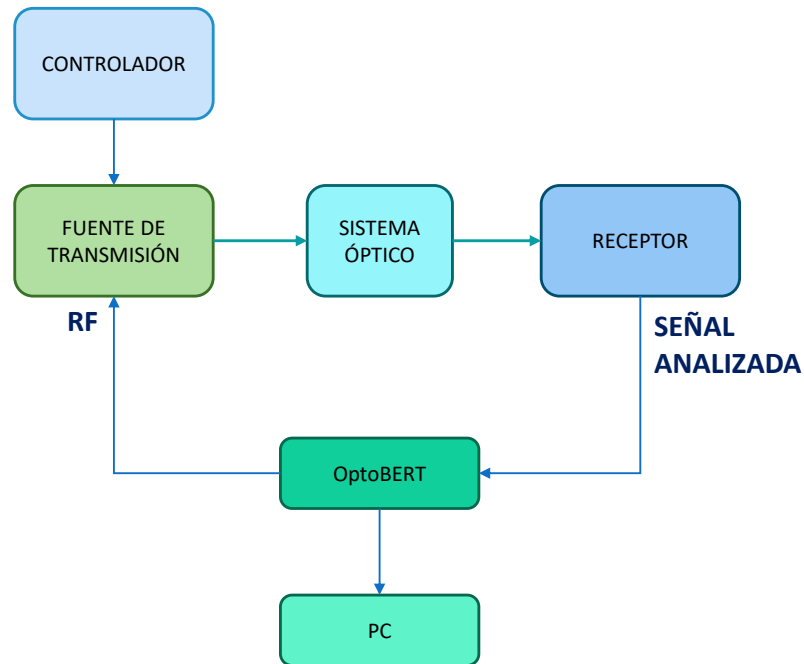 CONTROLADOR
FUENTE DE
TRANSMISIÓN
SISTEMA
ÓPTICO
RECEPTOR
RF
SEÑAL
ANALIZADA
OptoBERT
PC